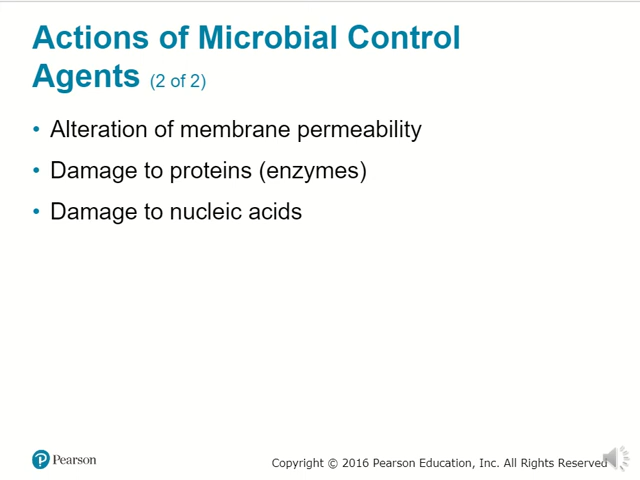 Actions of Microbial Control
Agents (2 of 2)
• Alteration of membrane permeability
• Damage to proteins (enzymes)
• Damage to nucleic acids
Pearson
Copyright © 2016 Pearson Education, Inc. All Rights Reserved